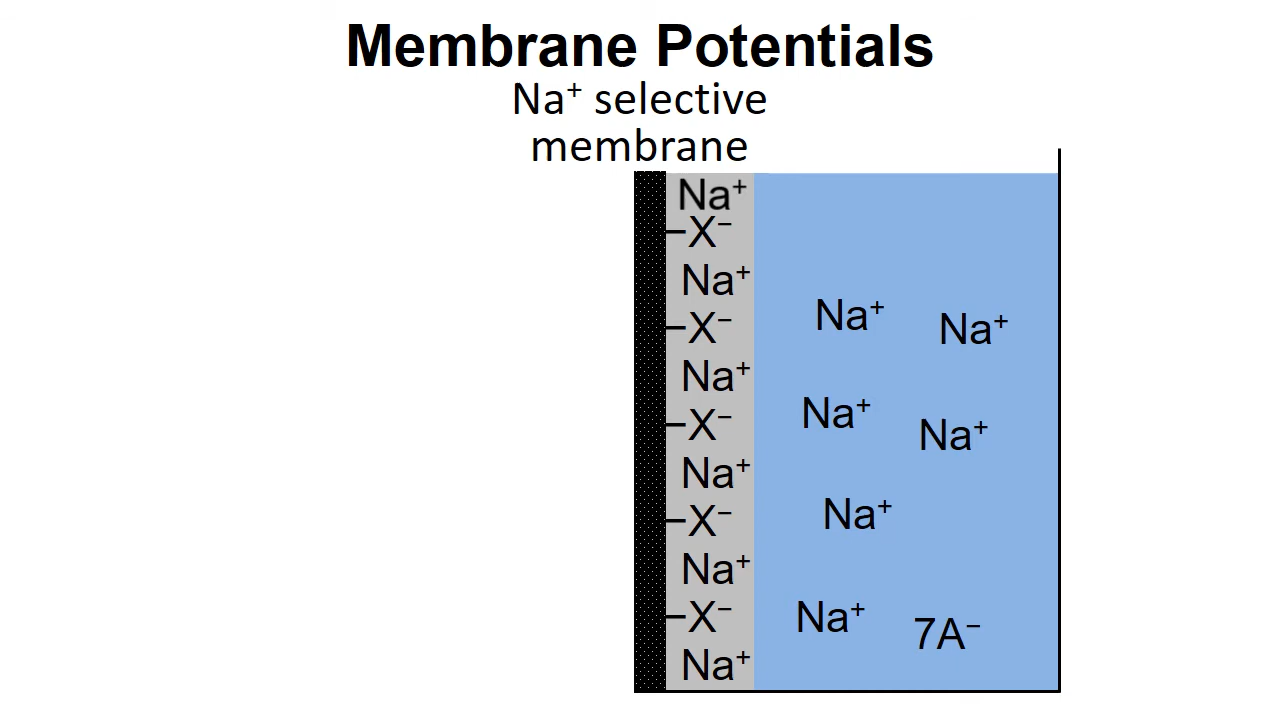 Membrane Potentials
Na⁺ selective
membrane
Na⁺
–X⁻
Na⁺
–X⁻
Na⁺
–X⁻
Na⁺
–X⁻
Na⁺
–X⁻
Na⁺
Na⁺
Na⁺
Na⁺
Na⁺
Na⁺
Na⁺
7A⁻